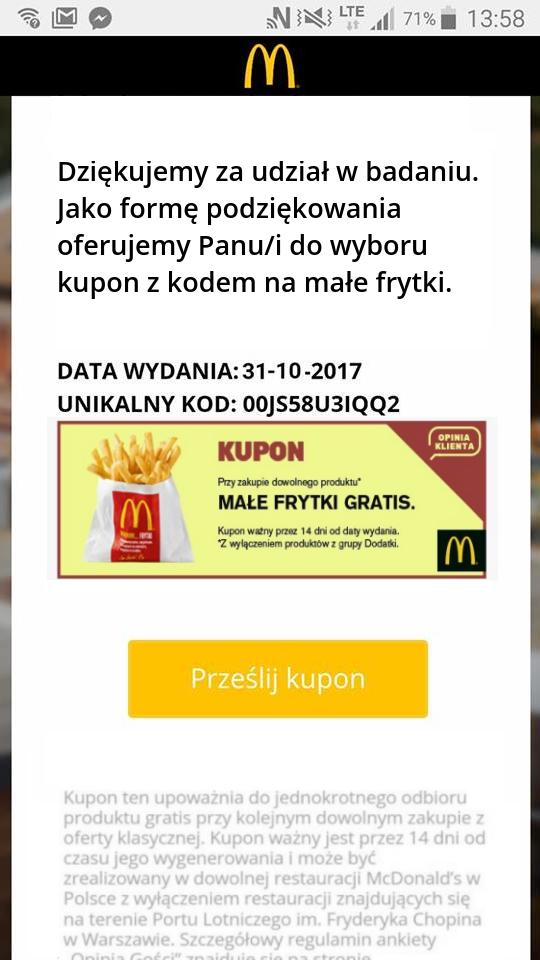 LTE 71% 13:58
Dziękujemy za udział w badaniu.
Jako formę podziękowania
oferujemy Panu/i do wyboru
kupon z kodem na małe frytki.
DATA WYDANIA: 31-10-2017
UNIKALNY KOD: 00JS58U3IQQ2
OPINIA
KLIENTA
KUPON
Przy zakupie dowolnego produktu*
MAŁE FRYTKI GRATIS.
Kupon ważny przez 14 dni od daty wydania.
*Z wyłączeniem produktów z grupy Dodatki.
Prześlij kupon
Kupon ten upoważnia do jednokrotnego odbioru
produktu gratis przy kolejnym dowolnym zakupie z
oferty klasycznej. Kupon ważny jest przez 14 dni od
czasu jego wygenerowania i może być
zrealizowany w dowolnej restauracji McDonald's w
Polsce z wyłączeniem restauracji znajdujących się
na terenie Portu Lotniczego im. Fryderyka Chopina
w Warszawie. Szczegółowy regulamin ankiety
„Opinia Gości" znajduje się na stronie